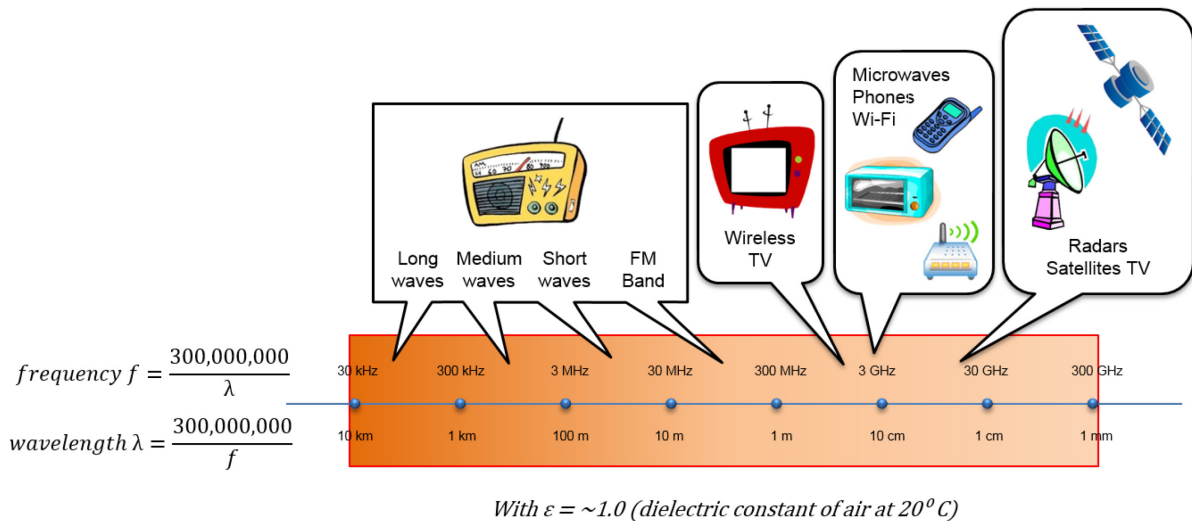 Microwaves
Phones
Wi-Fi
AM
Wireless
TV
Radars
Satellites TV
Long
waves
Medium
waves
Short
waves
FM
Band
frequency f = 300,000,000 / λ
30 kHz 300 kHz 3 MHz 30 MHz 300 MHz 3 GHz 30 GHz 300 GHz
wavelength λ = 300,000,000 / f
10 km 1 km 100 m 10 m 1 m 10 cm 1 cm 1 mm
With ε = ~1.0 (dielectric constant of air at 20⁰ C)